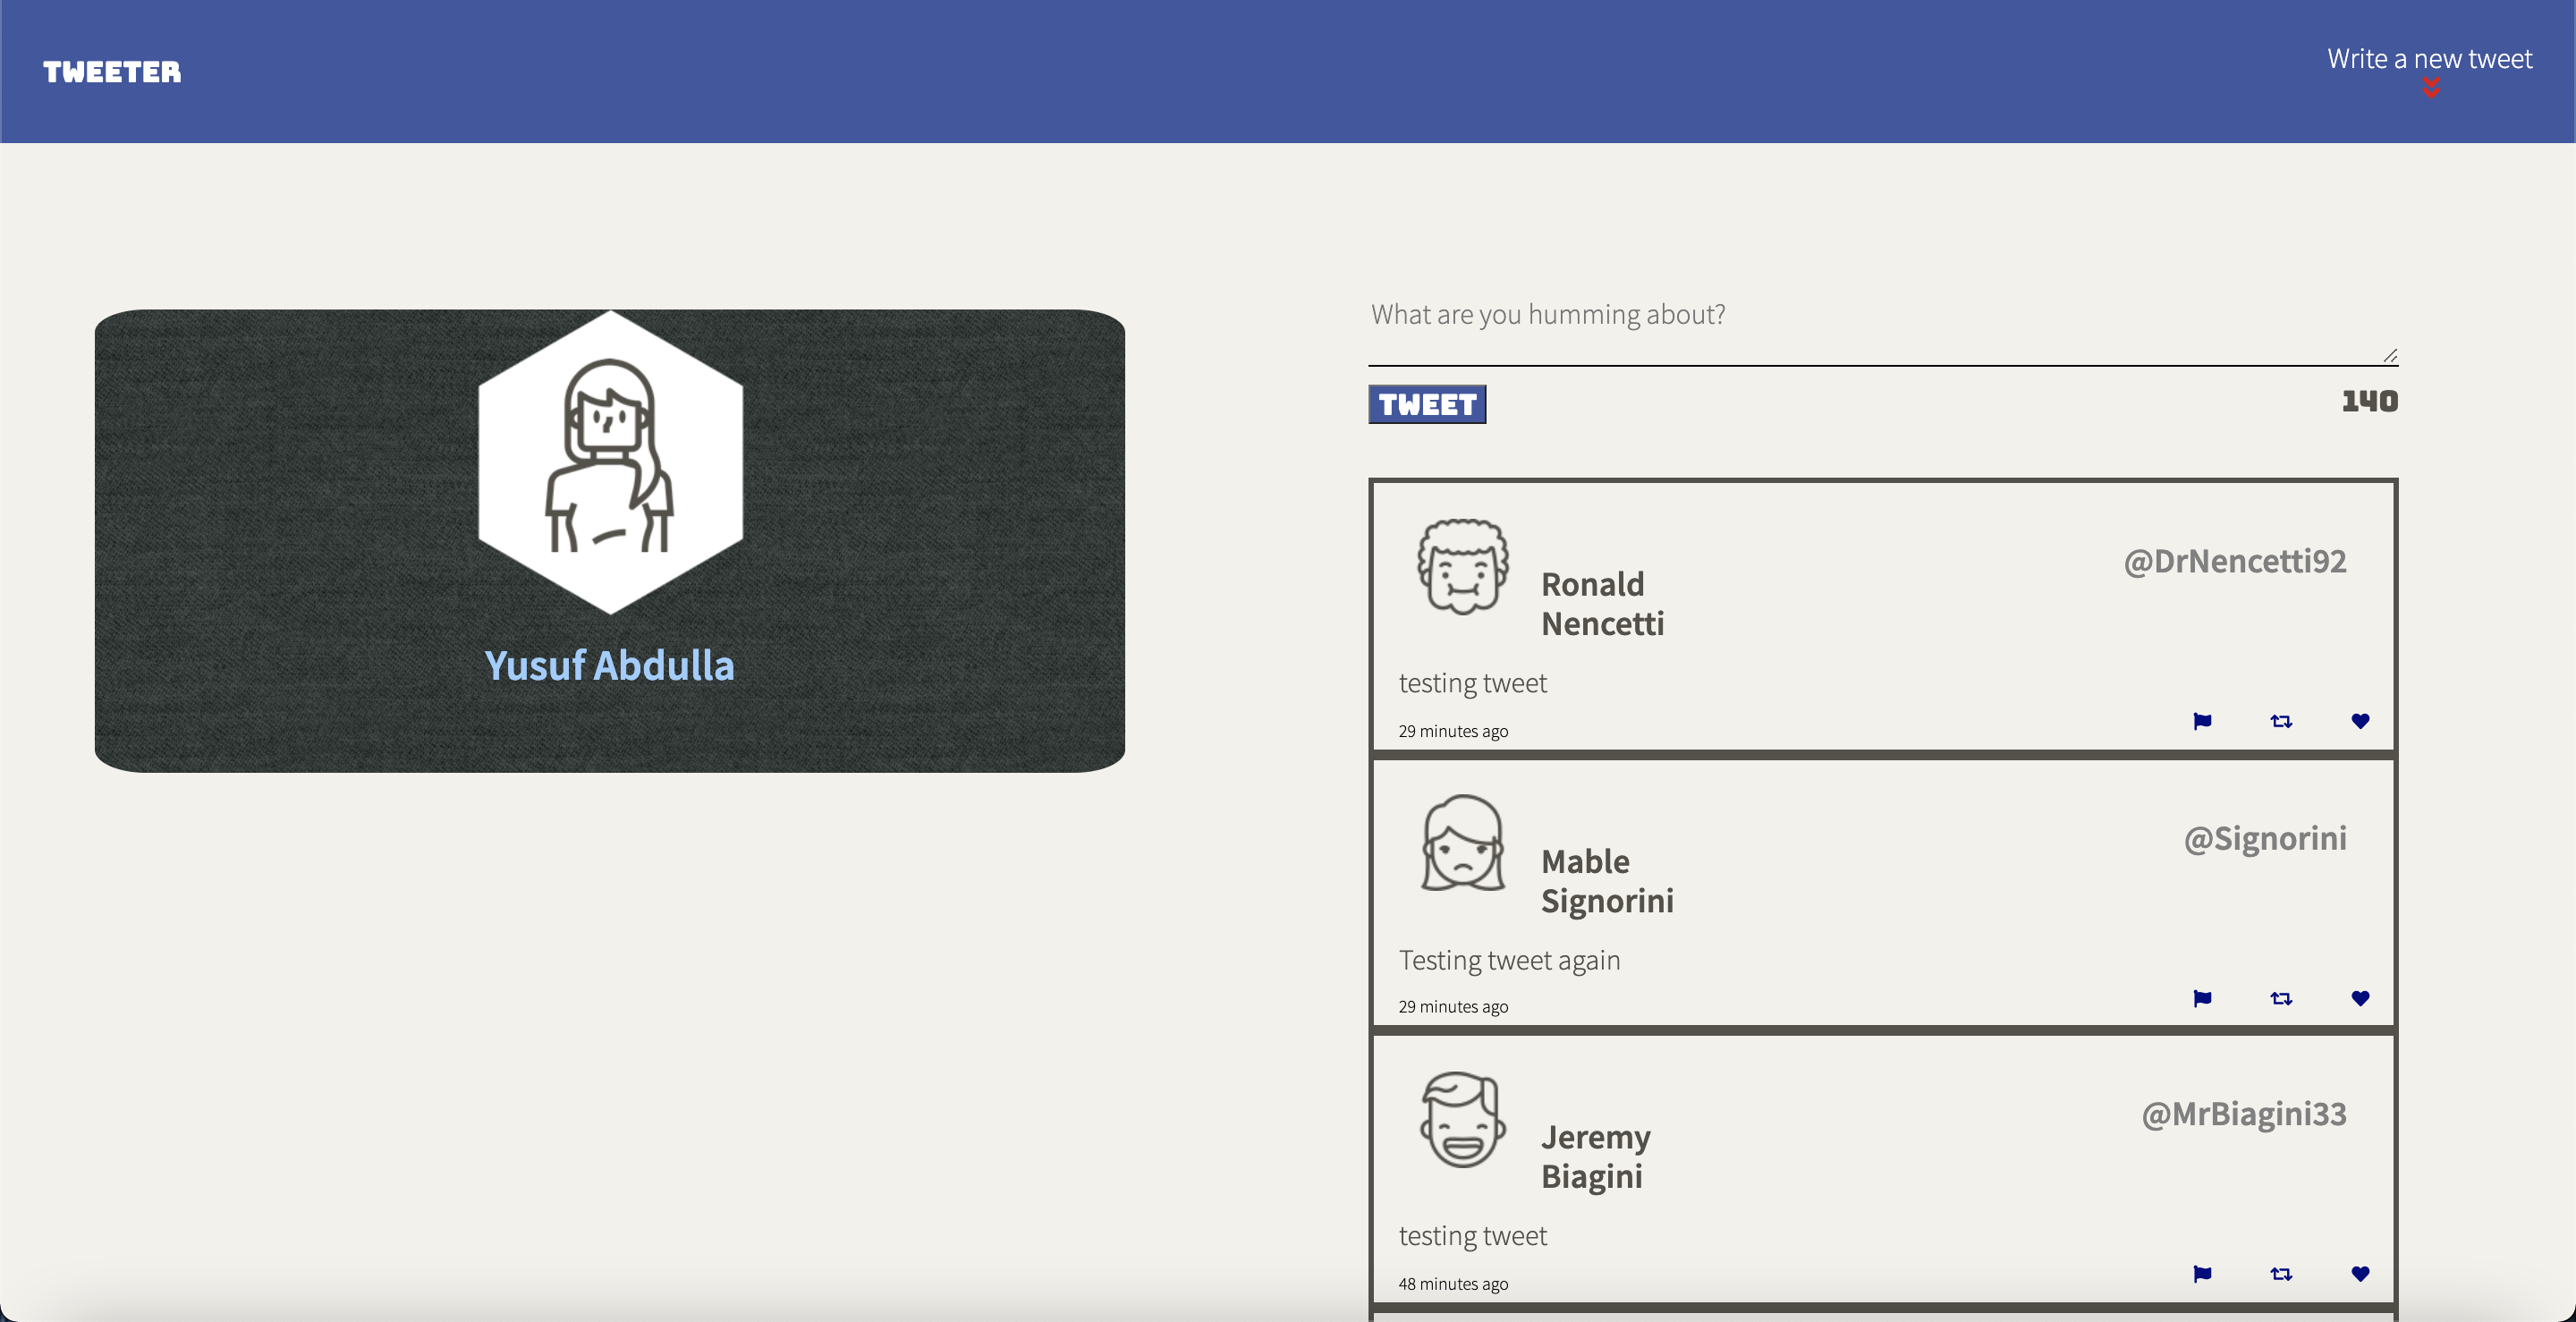 TWEETER
Write a new tweet
Yusuf Abdulla
What are you humming about?
TWEET
140
Ronald
Nencetti
@DrNencetti92
testing tweet
29 minutes ago
Mable
Signorini
@Signorini
Testing tweet again
29 minutes ago
Jeremy
Biagini
@MrBiagini33
testing tweet
48 minutes ago